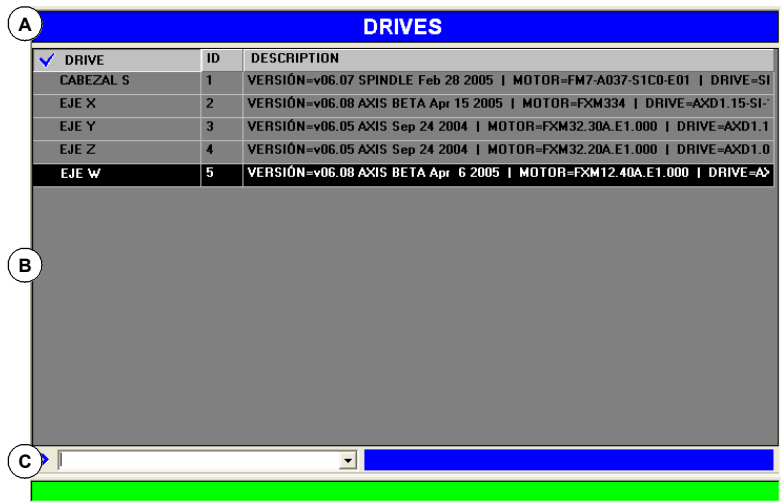 A
DRIVES
DRIVE ID DESCRIPTION
CABEZAL S 1 VERSIÓN=v06.07 SPINDLE Feb 28 2005 | MOTOR=FM7-A037-S1C0-E01 | DRIVE=SI
EJE X 2 VERSIÓN=v06.08 AXIS BETA Apr 15 2005 | MOTOR=FXM334 | DRIVE=AXD1.15-SI-
EJE Y 3 VERSIÓN=v06.05 AXIS Sep 24 2004 | MOTOR=FXM32.30A.E1.000 | DRIVE=AXD1.1
EJE Z 4 VERSIÓN=v06.05 AXIS Sep 24 2004 | MOTOR=FXM32.20A.E1.000 | DRIVE=AXD1.0
EJE W 5 VERSIÓN=v06.08 AXIS BETA Apr 6 2005 | MOTOR=FXM12.40A.E1.000 | DRIVE=AX
B
C